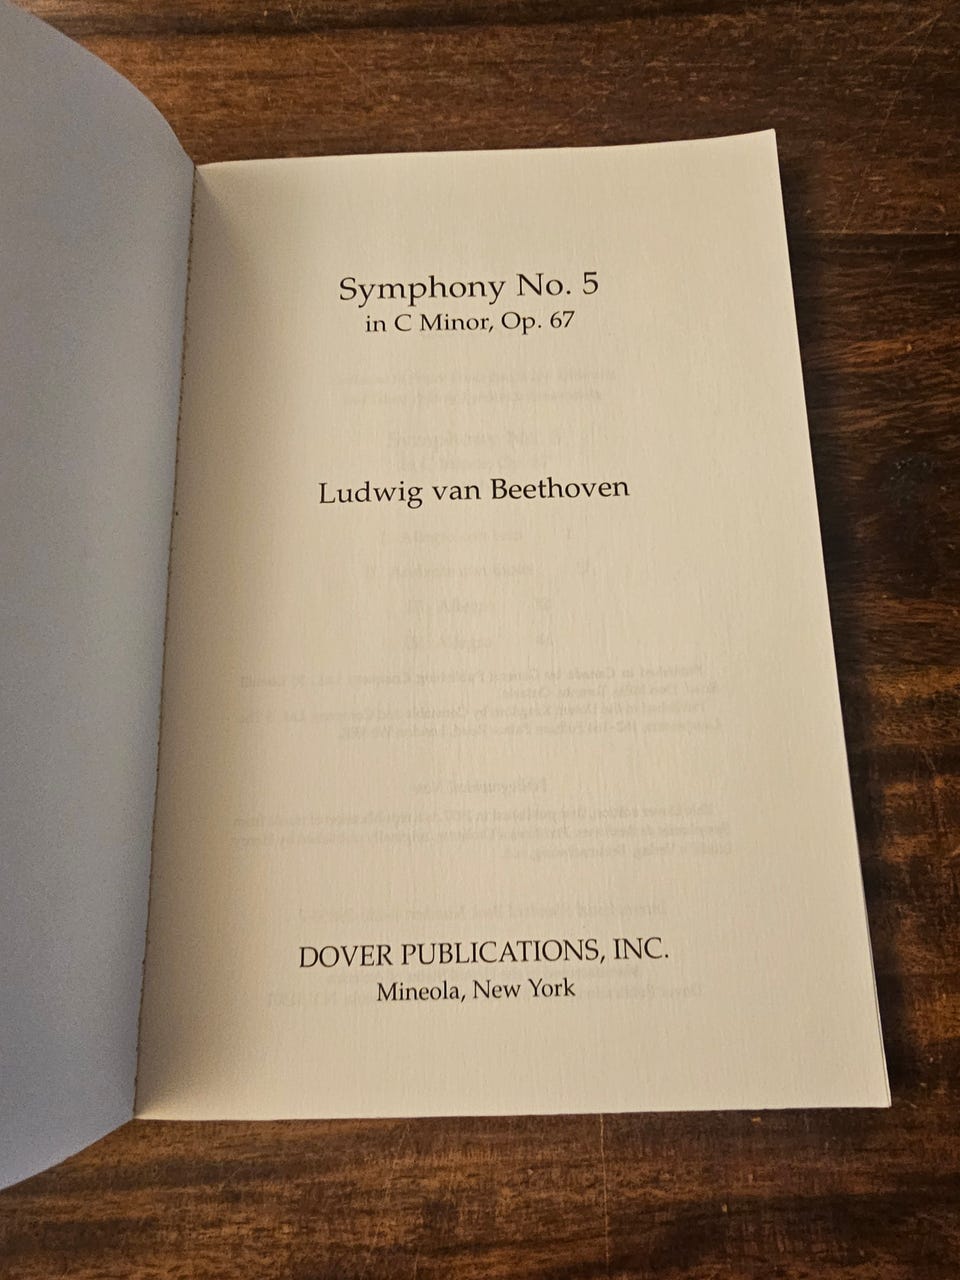 Symphony No. 5
in C Minor, Op. 67
Ludwig van Beethoven
DOVER PUBLICATIONS, INC.
Mineola, New York